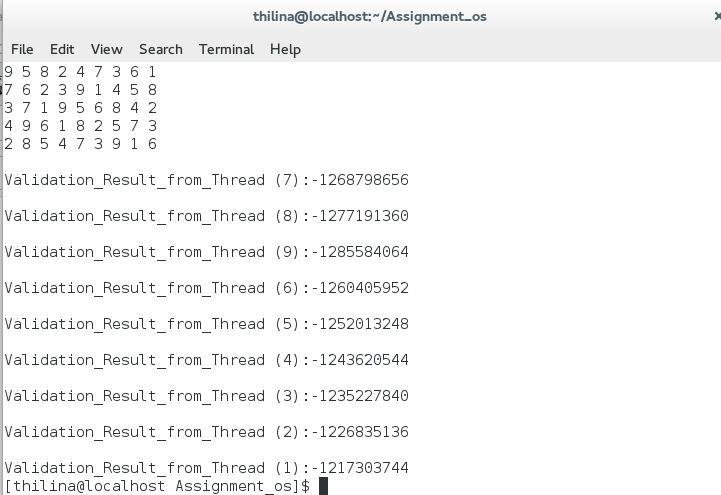 thilina@localhost:~/Assignment_os
File Edit View Search Terminal Help
9 5 8 2 4 7 3 6 1
7 6 2 3 9 1 4 5 8
3 7 1 9 5 6 8 4 2
4 9 6 1 8 2 5 7 3
2 8 5 4 7 3 9 1 6
Validation_Result_from_Thread (7):-1268798656
Validation_Result_from_Thread (8):-1277191360
Validation_Result_from_Thread (9):-1285584064
Validation_Result_from_Thread (6):-1260405952
Validation_Result_from_Thread (5):-1252013248
Validation_Result_from_Thread (4):-1243620544
Validation_Result_from_Thread (3):-1235227840
Validation_Result_from_Thread (2):-1226835136
Validation_Result_from_Thread (1):-1217303744
[thilina@localhost Assignment_os]$